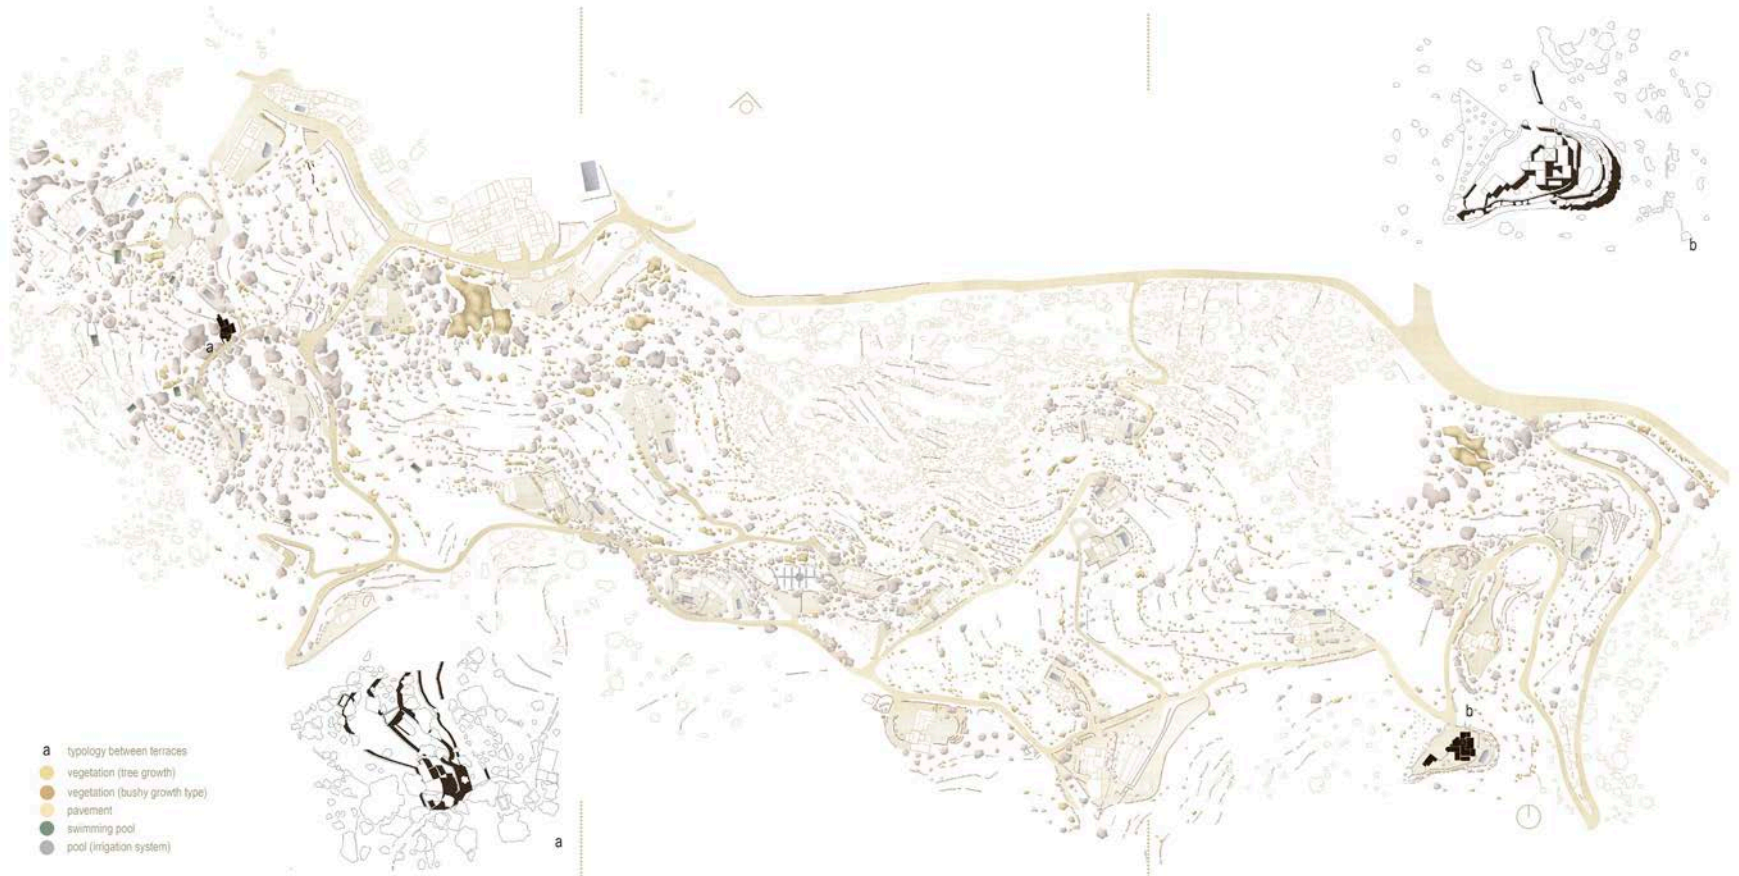 b
a
b
a typology between terraces
vegetation (tree growth)
vegetation (bushy growth type)
pavement
swimming pool
pool (irrigation system)
a